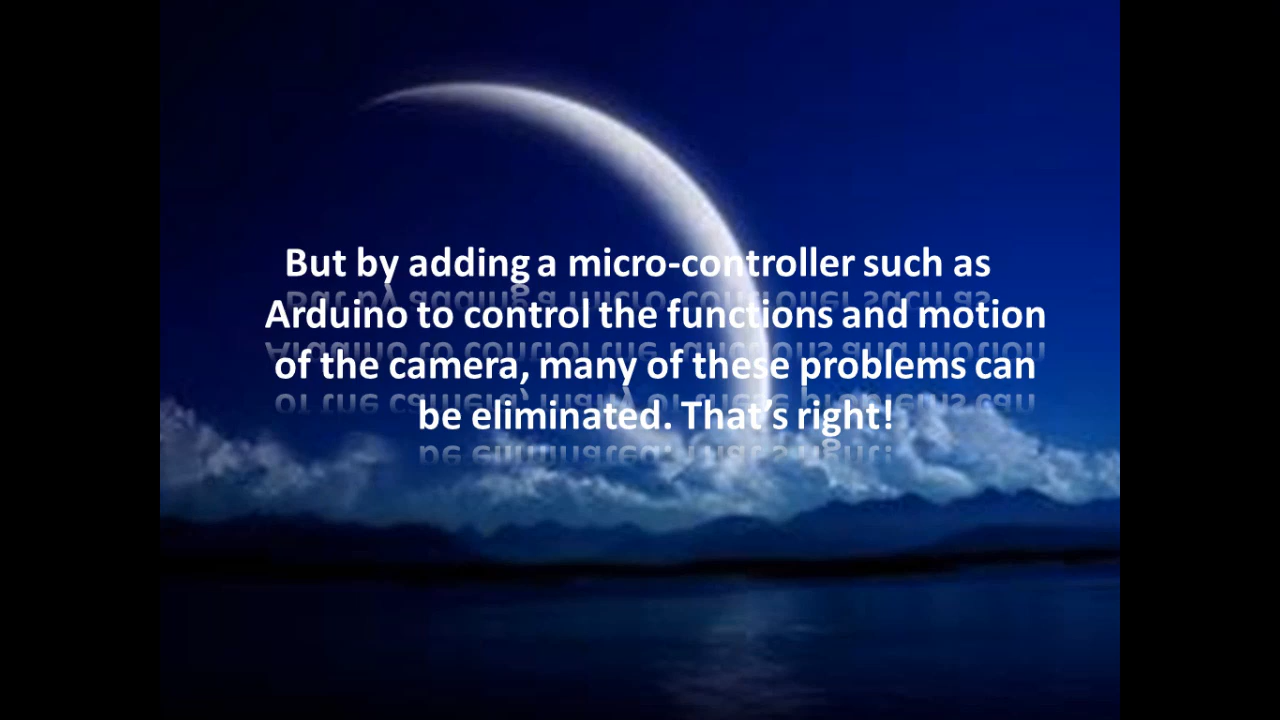 But by adding a micro-controller such as
Arduino to control the functions and motion
of the camera, many of these problems can
be eliminated. That’s right!